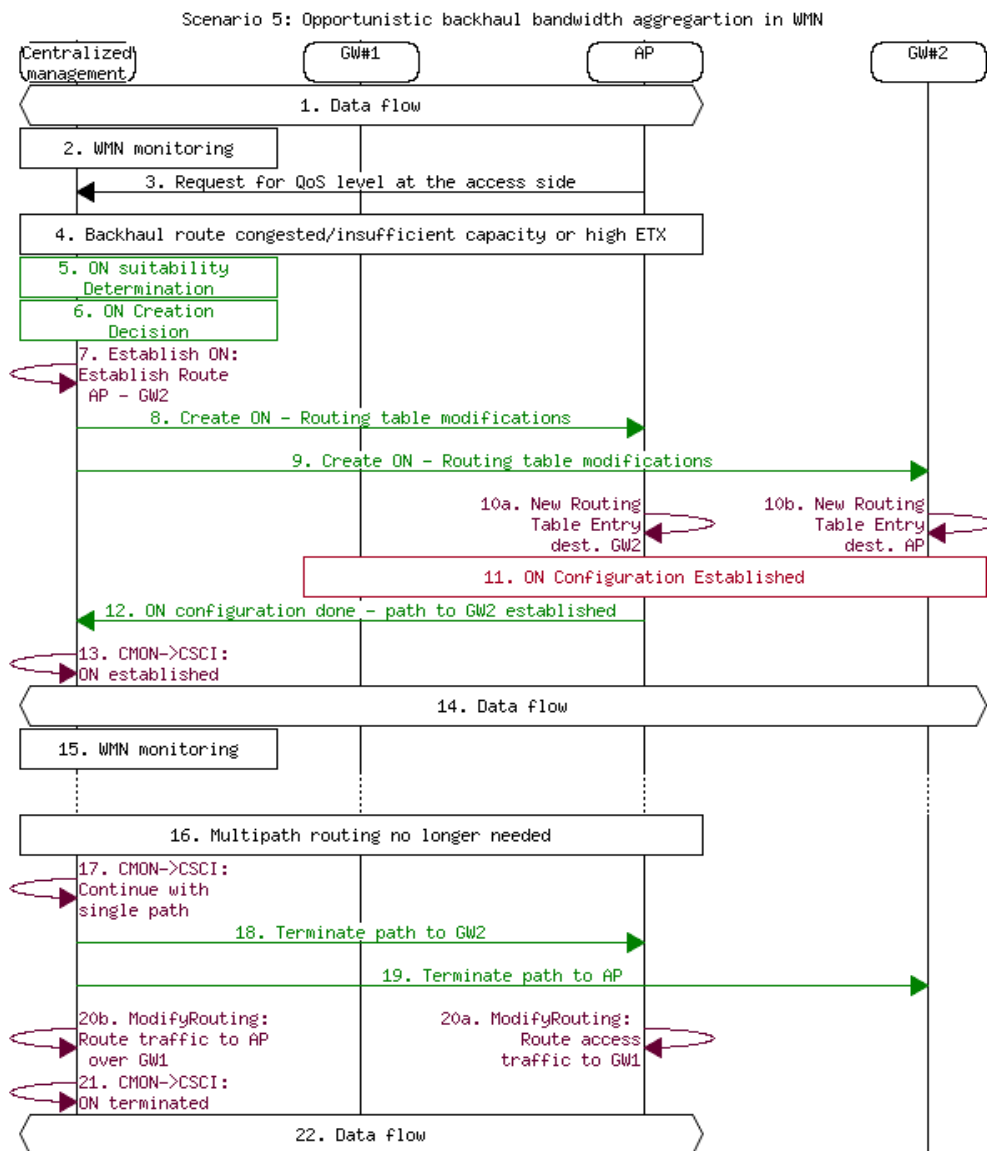 Scenario 5: Opportunistic backhaul bandwidth aggregartion in WMN
Centralized
management
GW#1
AP
GW#2
1. Data flow
2. WMN monitoring
3. Request for QoS level at the access side
4. Backhaul route congested/insufficient capacity or high ETX
5. ON suitability
Determination
6. ON Creation
Decision
7. Establish ON:
Establish Route
AP - GW2
8. Create ON - Routing table modifications
9. Create ON - Routing table modifications
10a. New Routing
Table Entry
dest. GW2
10b. New Routing
Table Entry
dest. AP
11. ON Configuration Established
12. ON configuration done - path to GW2 established
13. CMON->CSCI:
ON established
14. Data flow
15. WMN monitoring
16. Multipath routing no longer needed
17. CMON->CSCI:
Continue with
single path
18. Terminate path to GW2
19. Terminate path to AP
20b. ModifyRouting:
Route traffic to AP
over GW1
20a. ModifyRouting:
Route access
traffic to GW1
21. CMON->CSCI:
ON terminated
22. Data flow